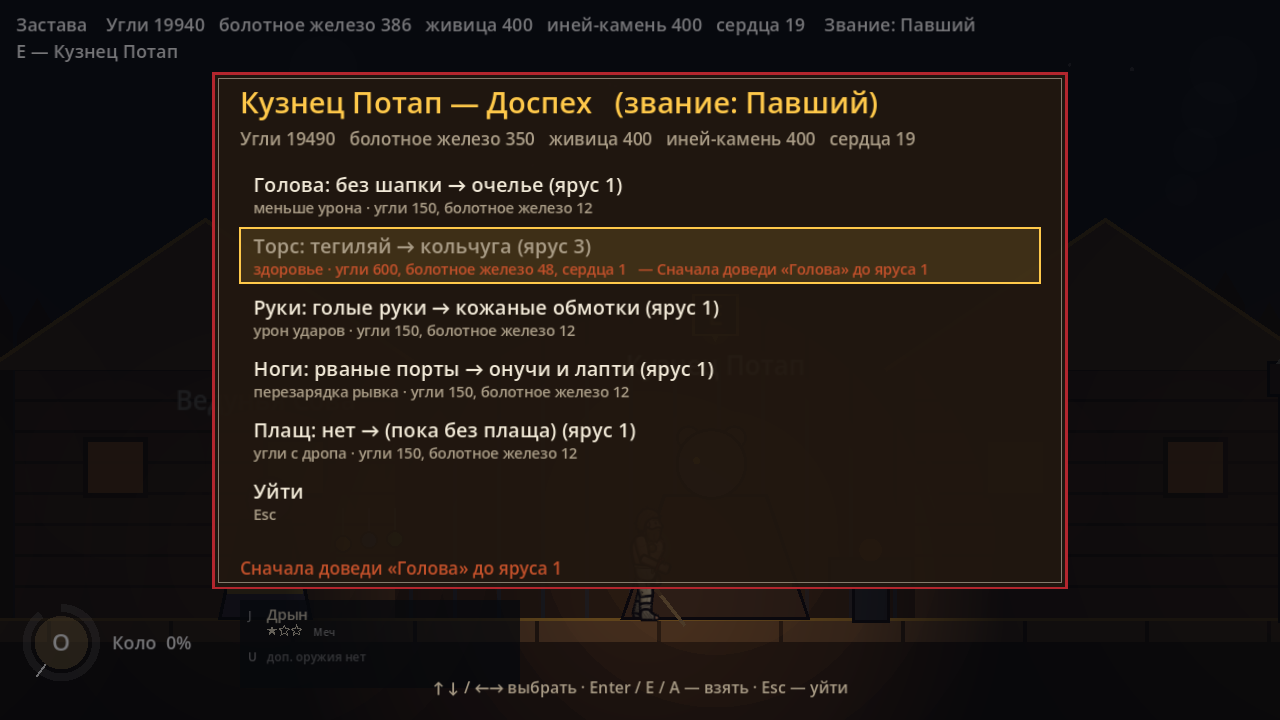 Застава Угли 19940 болотное железо 386 живица 400 иней-камень 400 сердца 19 Звание: Павший
E — Кузнец Потап
Кузнец Потап — Доспех (звание: Павший)
Угли 19490 болотное железо 350 живица 400 иней-камень 400 сердца 19
Голова: без шапки → очелье (ярус 1)
меньше урона · угли 150, болотное железо 12
Торс: тегиляй → кольчуга (ярус 3)
здоровье · угли 600, болотное железо 48, сердца 1 — Сначала доведи «Голова» до яруса 1
Руки: голые руки → кожаные обмотки (ярус 1)
урон ударов · угли 150, болотное железо 12
Ноги: рваные порты → онучи и лапти (ярус 1)
перезарядка рывка · угли 150, болотное железо 12
Плащ: нет → (пока без плаща) (ярус 1)
угли с дропа · угли 150, болотное железо 12
Уйти
Esc
Сначала доведи «Голова» до яруса 1
J Дрын
★☆☆ Меч
U доп. оружия нет
О Коло 0%
↑↓ / ←→ выбрать · Enter / E / A — взять · Esc — уйти